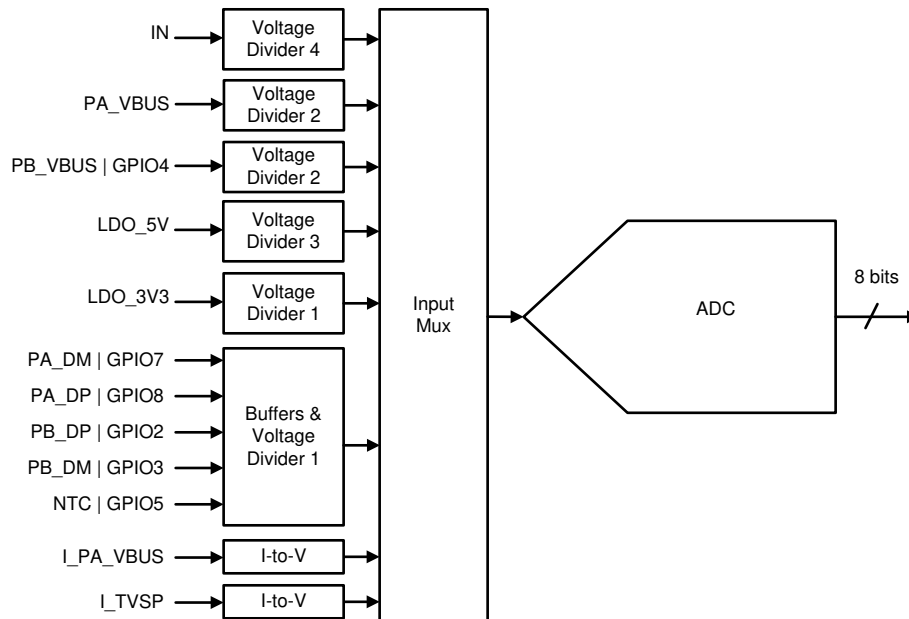 IN
Voltage
Divider 4
PA_VBUS
Voltage
Divider 2
PB_VBUS | GPIO4
Voltage
Divider 2
LDO_5V
Voltage
Divider 3
LDO_3V3
Voltage
Divider 1
PA_DM | GPIO7
PA_DP | GPIO8
PB_DP | GPIO2
PB_DM | GPIO3
NTC | GPIO5
Buffers &
Voltage
Divider 1
I_PA_VBUS
I-to-V
I_TVSP
I-to-V
Input
Mux
ADC
8 bits